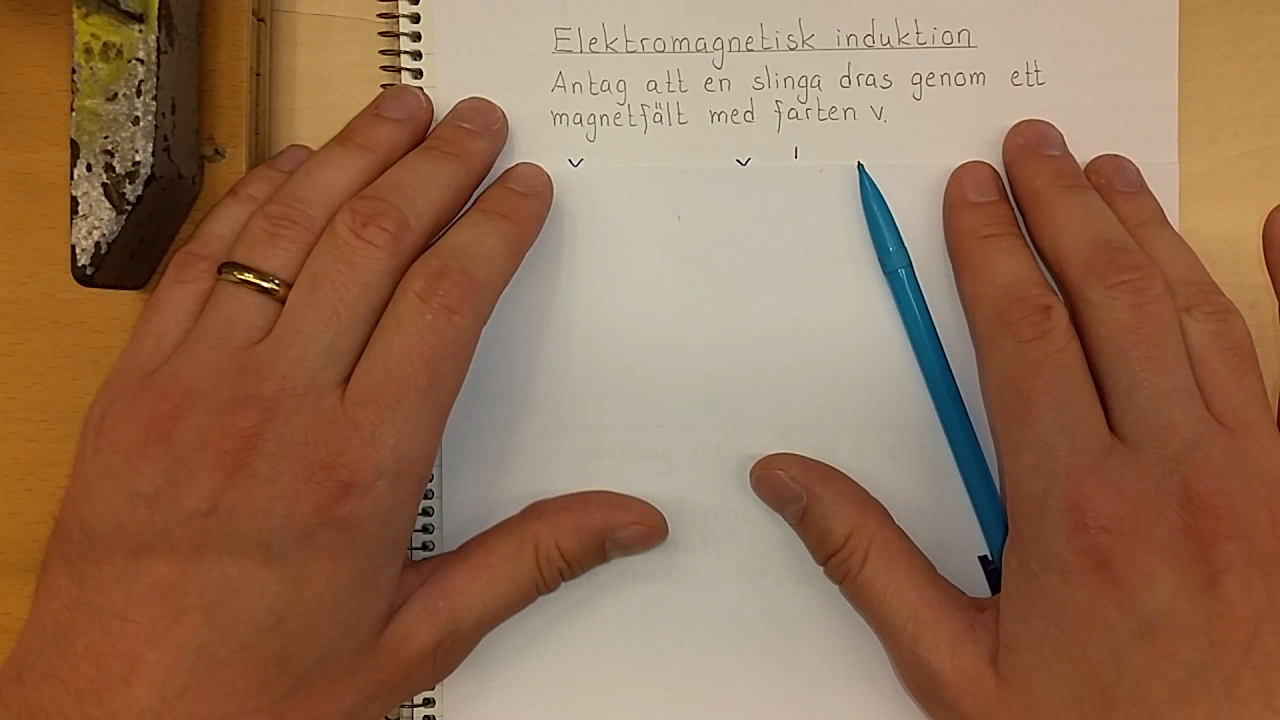 Elektromagnetisk induktion
Antag att en slinga dras genom ett
magnetfält med farten v.